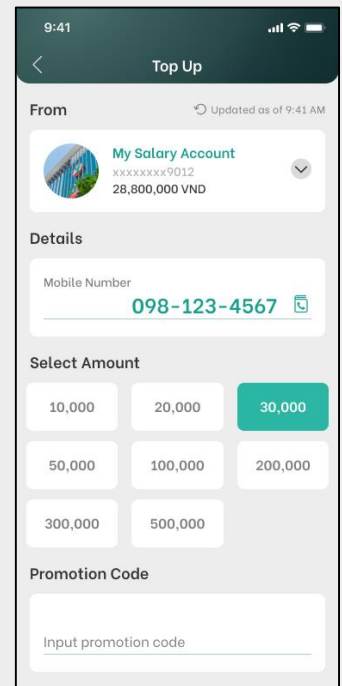 9:41
Top Up
From
Updated as of 9:41 AM
My Salary Account
xxxxxxxx9012
28,800,000 VND
Details
Mobile Number
098-123-4567
Select Amount
10,000 20,000 30,000
50,000 100,000 200,000
300,000 500,000
Promotion Code
Input promotion code